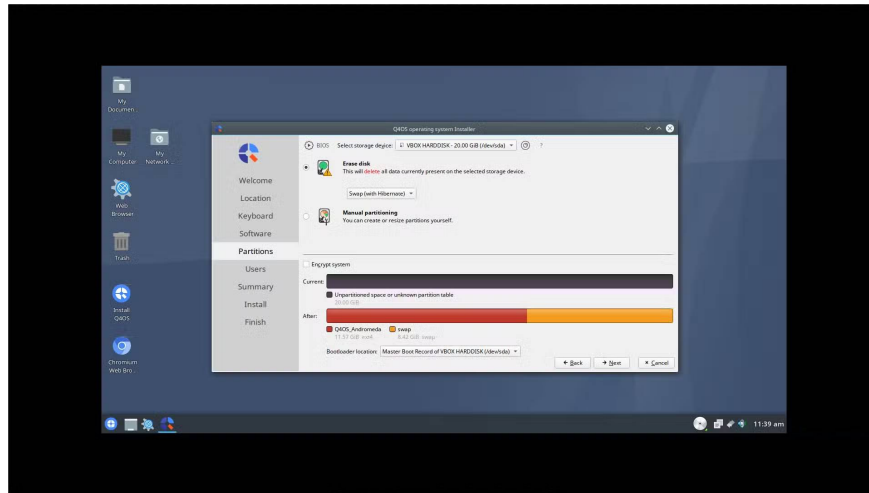 My
Documen...
My
Computer
My
Network ...
Web
Browser
Trash
Install
Q4OS
Chromium
Web Bro...
Q4OS operating system Installer
BIOS Select storage device: VBOX HARDDISK - 20.00 GiB (/dev/sda)
Welcome
Location
Keyboard
Software
Partitions
Users
Summary
Install
Finish
Erase disk
This will delete all data currently present on the selected storage device.
Swap (with Hibernate)
Manual partitioning
You can create or resize partitions yourself.
Encrypt system
Current:
Unpartitioned space or unknown partition table
20.00 GiB
After:
Q4OS_Andromeda swap
11.57 GiB ext4 8.42 GiB swap
Bootloader location: Master Boot Record of VBOX HARDDISK (/dev/sda)
Back Next Cancel
11:39 am